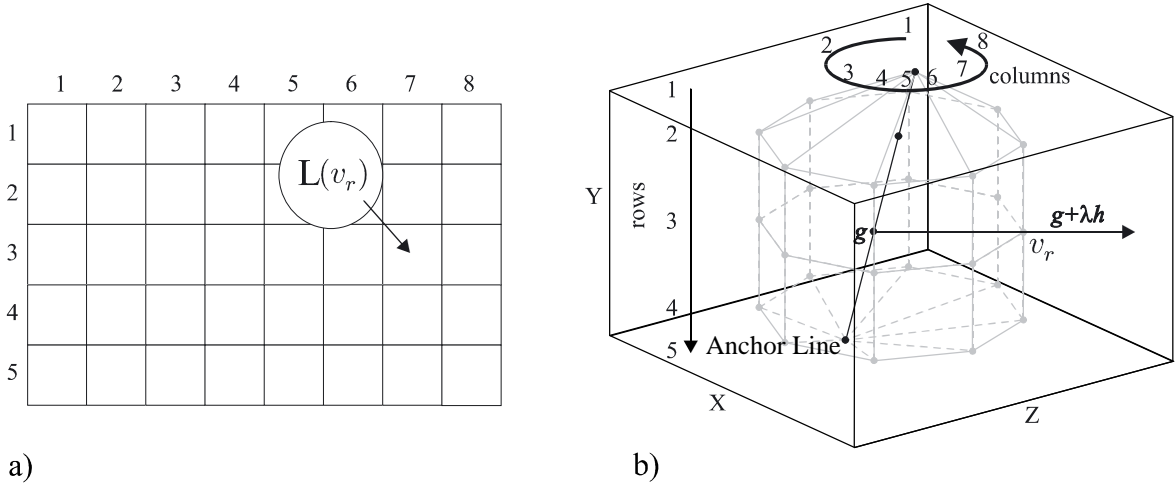 1 2 3 4 5 6 7 8
1
2
3
4
5
L(v_r)
a)
1
2 8
3 4 5 6 7
columns
1
2
3
4
5
rows
Y
g
g+λh
v_r
Anchor Line
X
Z
b)